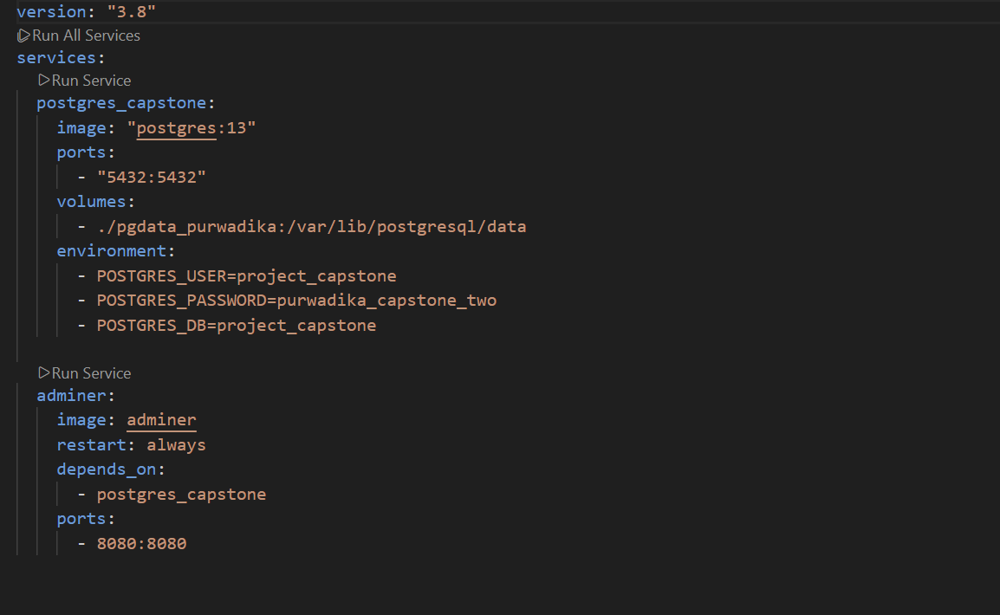 version: "3.8"
Run All Services
services:
Run Service
postgres_capstone:
image: "postgres:13"
ports:
- "5432:5432"
volumes:
- ./pgdata_purwadika:/var/lib/postgresql/data
environment:
- POSTGRES_USER=project_capstone
- POSTGRES_PASSWORD=purwadika_capstone_two
- POSTGRES_DB=project_capstone
Run Service
adminer:
image: adminer
restart: always
depends_on:
- postgres_capstone
ports:
- 8080:8080